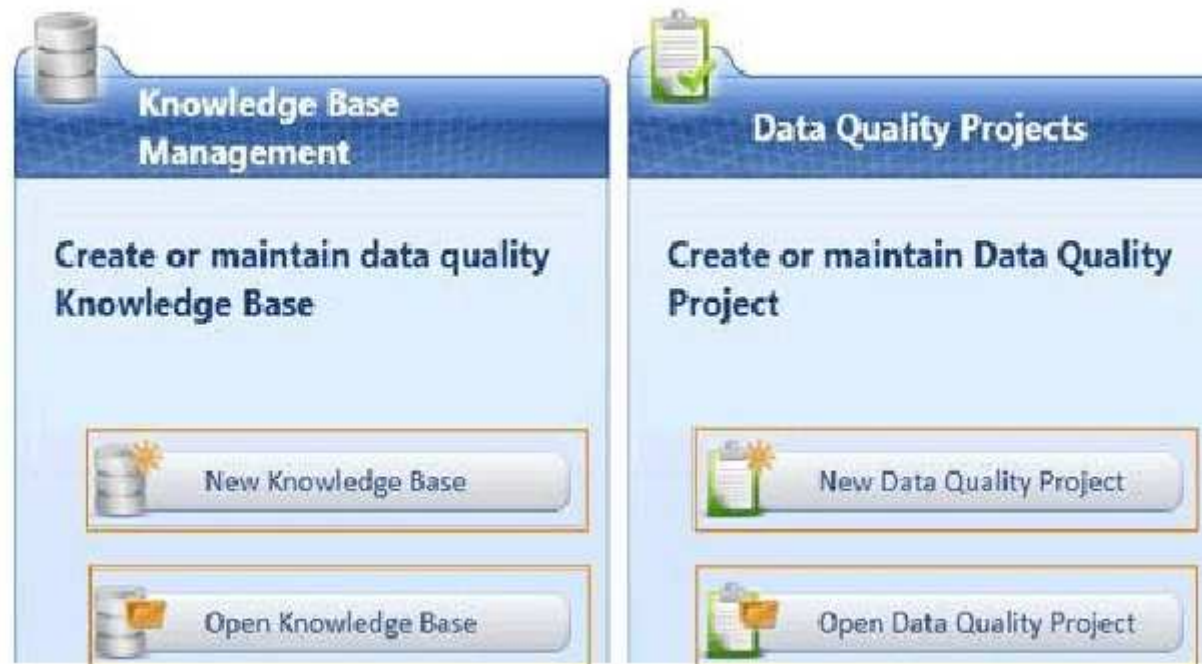 Knowledge Base
Management
Create or maintain data quality
Knowledge Base
New Knowledge Base
Open Knowledge Base
Data Quality Projects
Create or maintain Data Quality
Project
New Data Quality Project
Open Data Quality Project